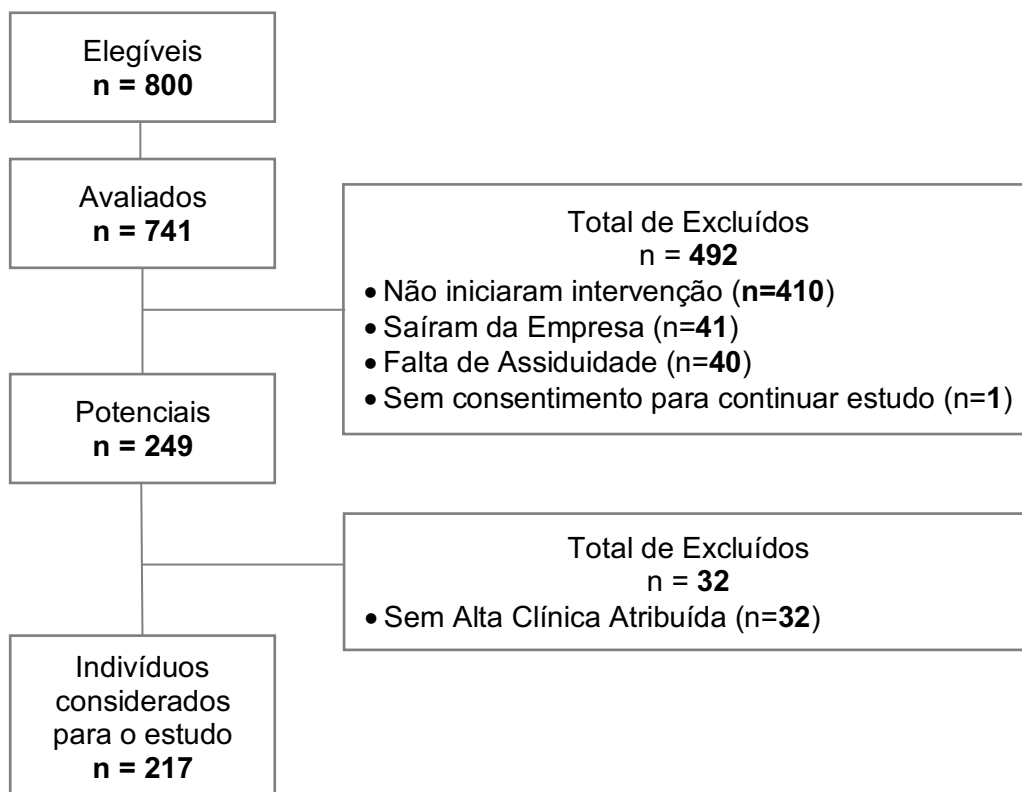 Elegíveis
n = 800
Avaliados
n = 741
Total de Excluídos
n = 492
• Não iniciaram intervenção (n=410)
• Saíram da Empresa (n=41)
• Falta de Assiduidade (n=40)
• Sem consentimento para continuar estudo (n=1)
Potenciais
n = 249
Total de Excluídos
n = 32
• Sem Alta Clínica Atribuída (n=32)
Indivíduos
considerados
para o estudo
n = 217